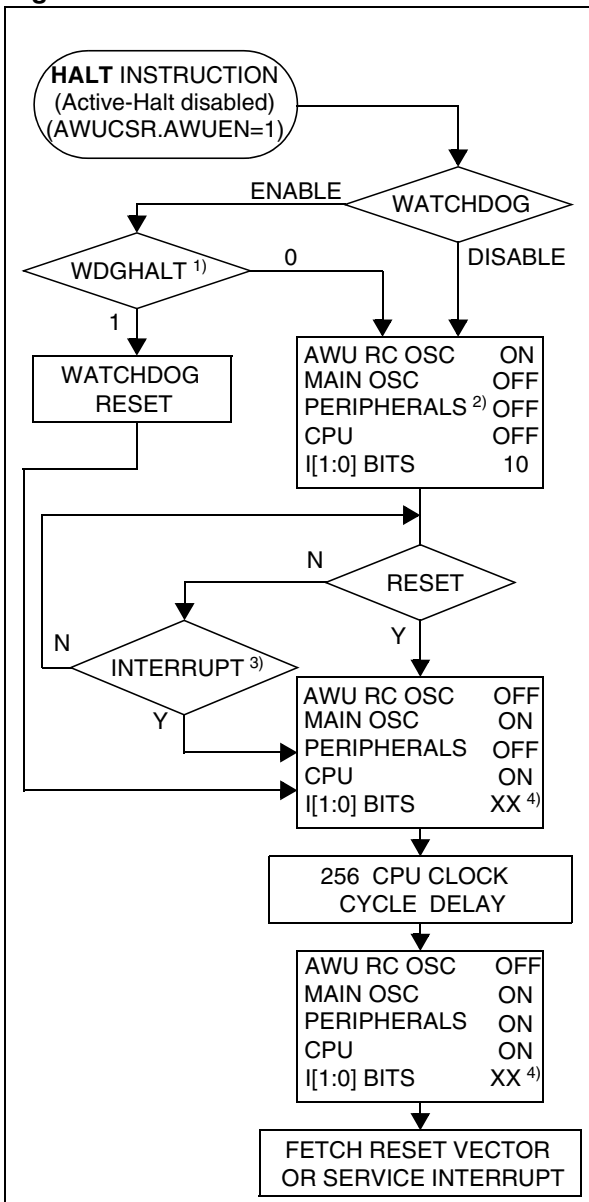 HALT INSTRUCTION
(Active-Halt disabled)
(AWUCSR.AWUEN=1)
ENABLE
WATCHDOG
WDGHALT 1)
0
DISABLE
1
WATCHDOG
RESET
AWU RC OSC ON
MAIN OSC OFF
PERIPHERALS 2) OFF
CPU OFF
I[1:0] BITS 10
N
RESET
Y
N
INTERRUPT 3)
Y
AWU RC OSC OFF
MAIN OSC ON
PERIPHERALS OFF
CPU ON
I[1:0] BITS XX 4)
256 CPU CLOCK
CYCLE DELAY
AWU RC OSC OFF
MAIN OSC ON
PERIPHERALS ON
CPU ON
I[1:0] BITS XX 4)
FETCH RESET VECTOR
OR SERVICE INTERRUPT